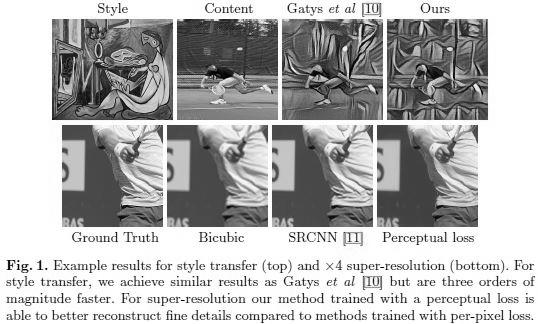 Style Content Gatys et al [10] Ours
S
BAS
Ground Truth Bicubic SRCNN [11] Perceptual loss
Fig. 1. Example results for style transfer (top) and ×4 super-resolution (bottom). For
style transfer, we achieve similar results as Gatys et al [10] but are three orders of
magnitude faster. For super-resolution our method trained with a perceptual loss is
able to better reconstruct fine details compared to methods trained with per-pixel loss.